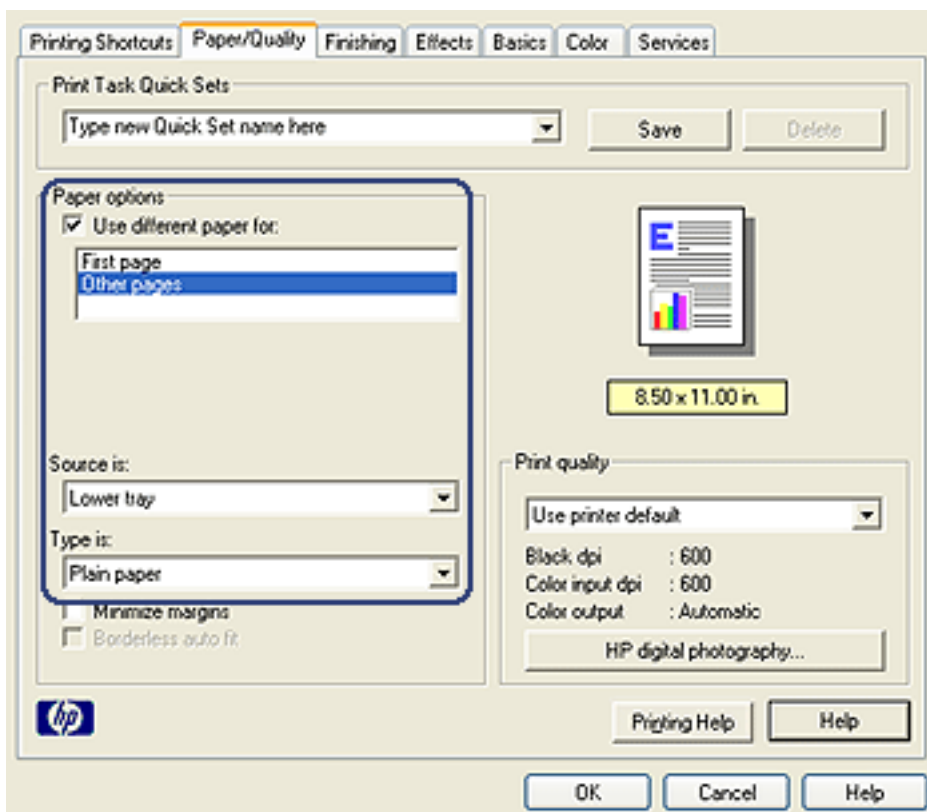 Printing Shortcuts Paper/Quality Finishing Effects Basics Color Services
Print Task Quick Sets
Type new Quick Set name here Save Delete
Paper options
Use different paper for:
First page
Other pages
E
8.50 x 11.00 in.
Source is:
Lower tray
Type is:
Plain paper
Minimize margins
Borderless auto fit
Print quality
Use printer default
Black dpi : 600
Color input dpi : 600
Color output : Automatic
HP digital photography...
hp
Printing Help Help
OK Cancel Help